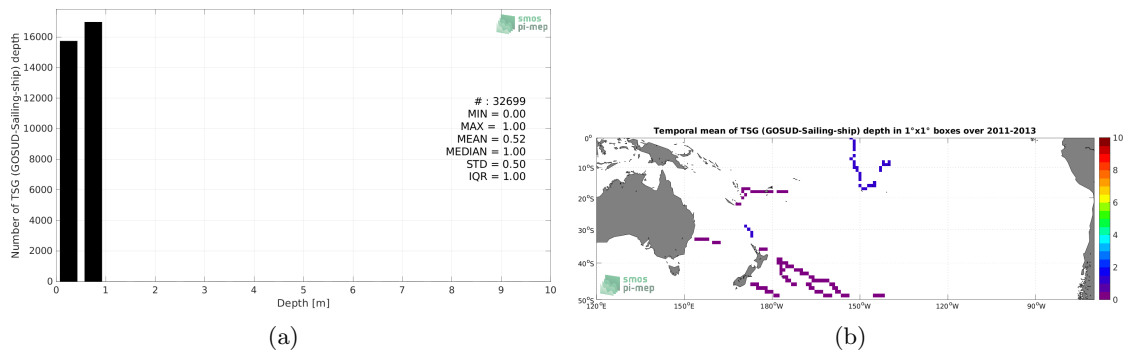 16000
14000
12000
10000
8000
6000
4000
2000
0
Number of TSG (GOSUD-Sailing-ship) depth
0 1 2 3 4 5 6 7 8 9 10
Depth [m]
smos
pi-mep
# : 32699
MIN = 0.00
MAX = 1.00
MEAN = 0.52
MEDIAN = 1.00
STD = 0.50
IQR = 1.00
(a)
Temporal mean of TSG (GOSUD-Sailing-ship) depth in 1°x1° boxes over 2011-2013
0°
10°S
20°S
30°S
40°S
50°S
120°E 150°E 180°W 150°W 120°W 90°W
10
8
6
4
2
0
smos
pi-mep
(b)